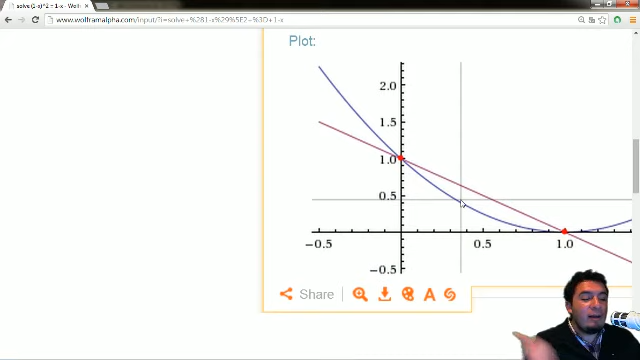 solve (1-x)^2 = 1-x
www.wolframalpha.com/input/?i=solve+%281-x%29%5E2+%3D+1-x
Plot:
2.0
1.5
1.0
0.5
-0.5 0.5 1.0
-0.5
Share
A